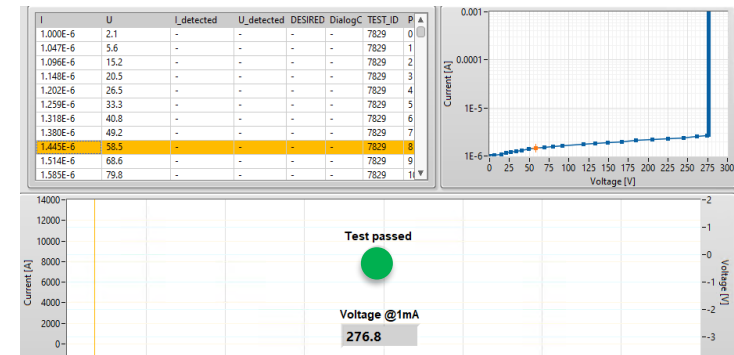 I U I_detected U_detected DESIRED DialogC TEST_ID P
1.000E-6 2.1 - - - - 7829 0
1.047E-6 5.6 - - - - 7829 1
1.096E-6 15.2 - - - - 7829 2
1.148E-6 20.5 - - - - 7829 3
1.202E-6 26.5 - - - - 7829 4
1.259E-6 33.3 - - - - 7829 5
1.318E-6 40.8 - - - - 7829 6
1.380E-6 49.2 - - - - 7829 7
1.445E-6 58.5 - - - - 7829 8
1.514E-6 68.6 - - - - 7829 9
1.585E-6 79.8 - - - - 7829
0.001-
0.0001-
1E-5-
1E-6-
Current [A]
0 25 50 75 100 125 150 175 200 225 250 275 300
Voltage [V]
14000-
12000-
10000-
8000-
6000-
4000-
2000-
0-
Current [A]
Test passed
Voltage @1mA
276.8
-2
-1
-0
-1
-2
-3
Voltage [V]